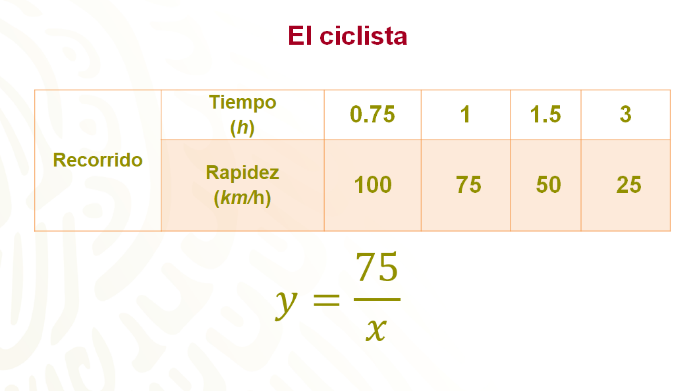 El ciclista
Recorrido
Tiempo
(h)
0.75 1 1.5 3
Rapidez
(km/h)
100 75 50 25
y = 75/x